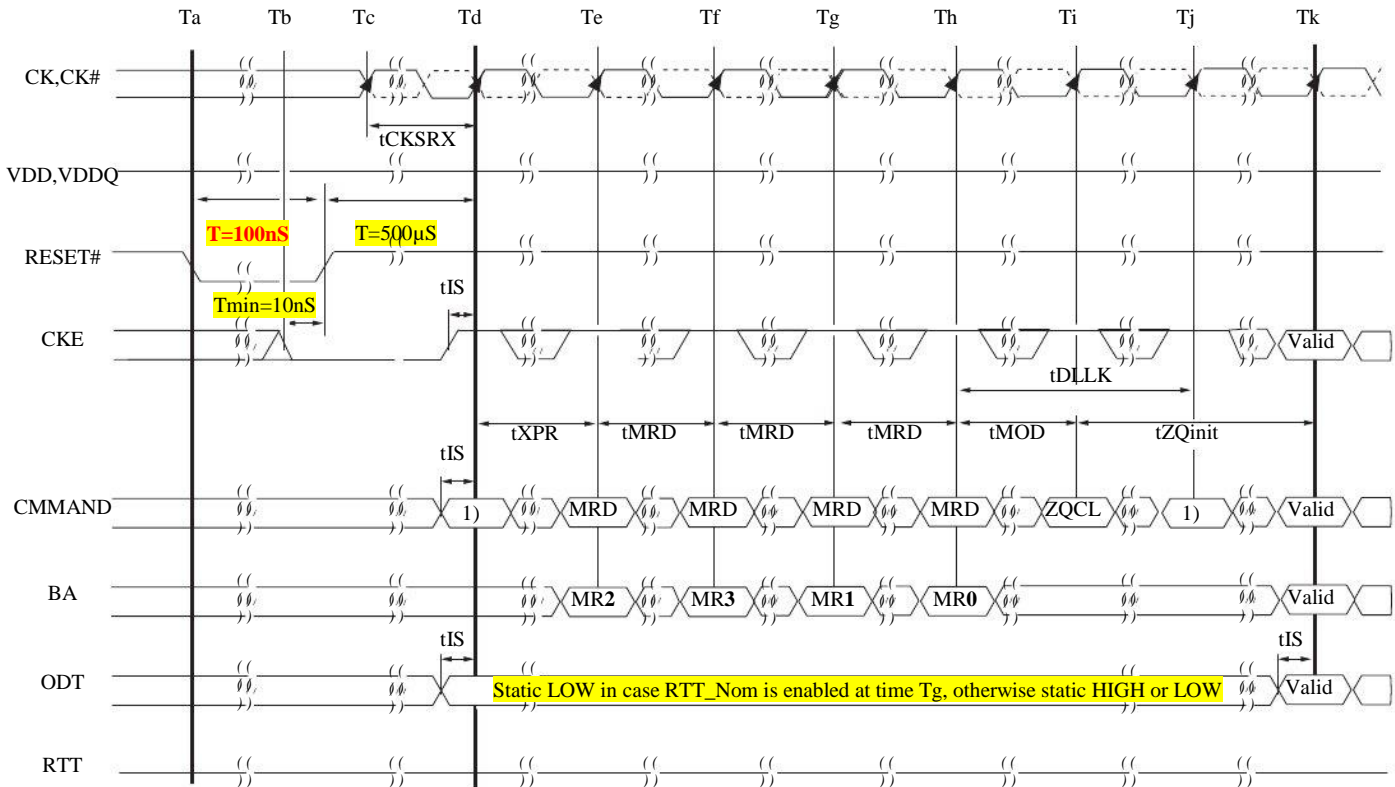 Ta Tb Tc Td Te Tf Tg Th Ti Tj Tk
CK,CK#
tCKSRX
VDD,VDDQ
T=100nS T=500µS
RESET#
tIS
Tmin=10nS
CKE Valid
tDLLK
tXPR tMRD tMRD tMRD tMOD tZQinit
tIS
CMMAND 1) MRD MRD MRD MRD ZQCL 1) Valid
BA MR2 MR3 MR1 MR0 Valid
tIS tIS
ODT Static LOW in case RTT_Nom is enabled at time Tg, otherwise static HIGH or LOW Valid
RTT